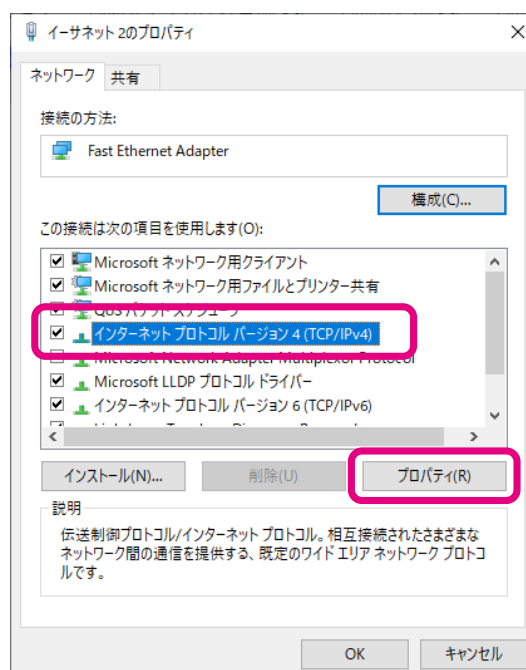 イーサネット 2のプロパティ
ネットワーク 共有
接続の方法:
Fast Ethernet Adapter
構成(C)...
この接続は次の項目を使用します(O):
Microsoft ネットワーク用クライアント
Microsoft ネットワーク用ファイルとプリンター共有
QoS パケット スケジューラ
インターネット プロトコル バージョン 4 (TCP/IPv4)
Microsoft Network Adapter Multiplexor Protocol
Microsoft LLDP プロトコル ドライバー
インターネット プロトコル バージョン 6 (TCP/IPv6)
インストール(N)... 削除(U) プロパティ(R)
説明
伝送制御プロトコル/インターネット プロトコル。相互接続されたさまざまな
ネットワーク間の通信を提供する、既定のワイド エリア ネットワーク プロトコ
ルです。
OK キャンセル